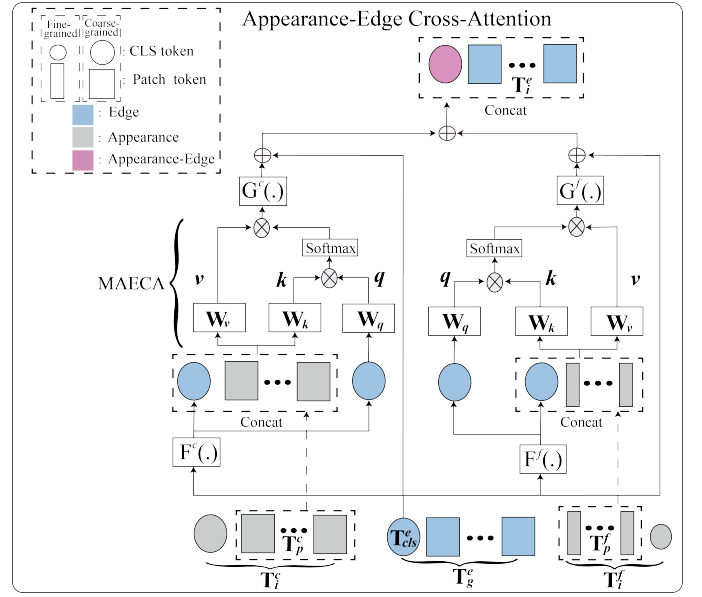 Appearance-Edge Cross-Attention
Fine-grained Coarse-grained
: CLS token
: Patch token
: Edge
: Appearance
: Appearance-Edge
T_i^e
Concat
G^c(.) G^f(.)
Softmax Softmax
MAECA
v k q q k v
W_v W_k W_q W_q W_k W_v
Concat Concat
F^c(.) F^f(.)
T_p^c T_cls^e T_p^f
T_i^c T_g^e T_i^f